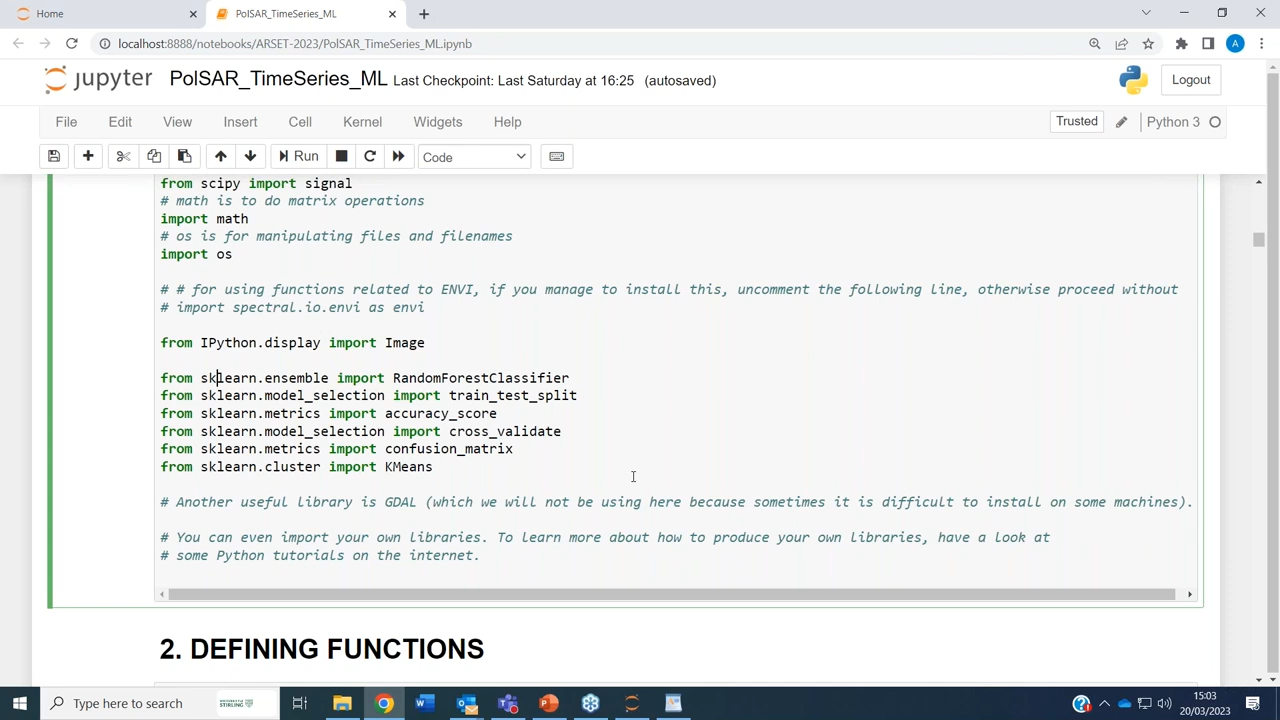 Home
PolSAR_TimeSeries_ML
localhost:8888/notebooks/ARSET-2023/PolSAR_TimeSeries_ML.ipynb
A
jupyter PolSAR_TimeSeries_ML Last Checkpoint: Last Saturday at 16:25 (autosaved)
Logout
File Edit View Insert Cell Kernel Widgets Help
Trusted
Python 3
Run
Code
from scipy import signal
# math is to do matrix operations
import math
# os is for manipulating files and filenames
import os
# # for using functions related to ENVI, if you manage to install this, uncomment the following line, otherwise proceed without
# import spectral.io.envi as envi
from IPython.display import Image
from sklearn.ensemble import RandomForestClassifier
from sklearn.model_selection import train_test_split
from sklearn.metrics import accuracy_score
from sklearn.model_selection import cross_validate
from sklearn.metrics import confusion_matrix
from sklearn.cluster import KMeans
# Another useful library is GDAL (which we will not be using here because sometimes it is difficult to install on some machines).
# You can even import your own libraries. To learn more about how to produce your own libraries, have a look at
# some Python tutorials on the internet.
2. DEFINING FUNCTIONS
Type here to search
STIRLING
15:03
20/03/2023